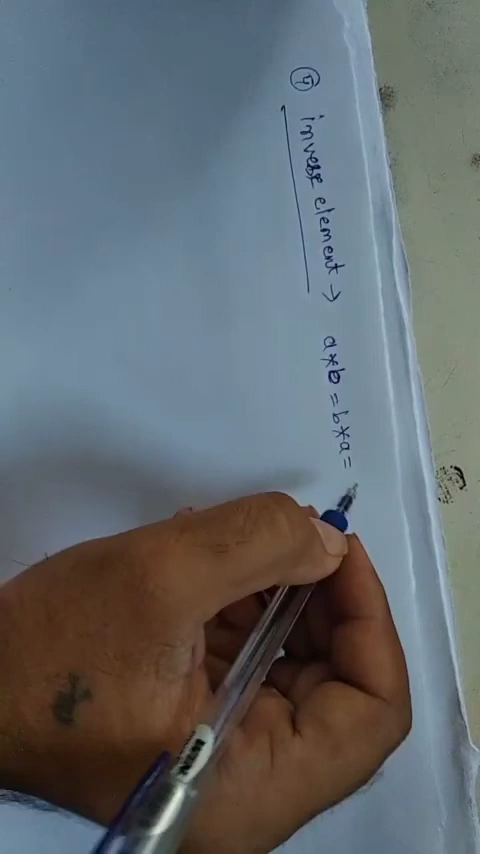 ④ inverse element → a*b = b*a =